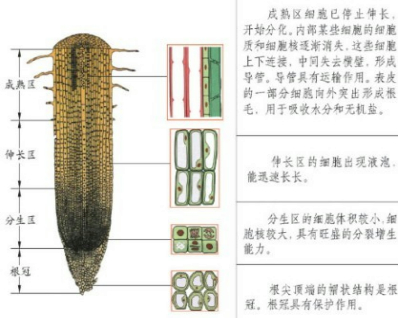 成熟区
伸长区
分生区
根冠
成熟区细胞已停止伸长,
开始分化。内部某些细胞的细胞
质和细胞核逐渐消失,这些细胞
上下连接,中间失去横壁,形成
导管。导管具有运输作用。表皮
的一部分细胞向外突出形成根
毛,用于吸收水分和无机盐。
伸长区的细胞出现液泡,
能迅速长长。
分生区的细胞体积较小,细
胞核较大,具有旺盛的分裂增生
能力。
根尖顶端的帽状结构是根
冠。根冠具有保护作用。